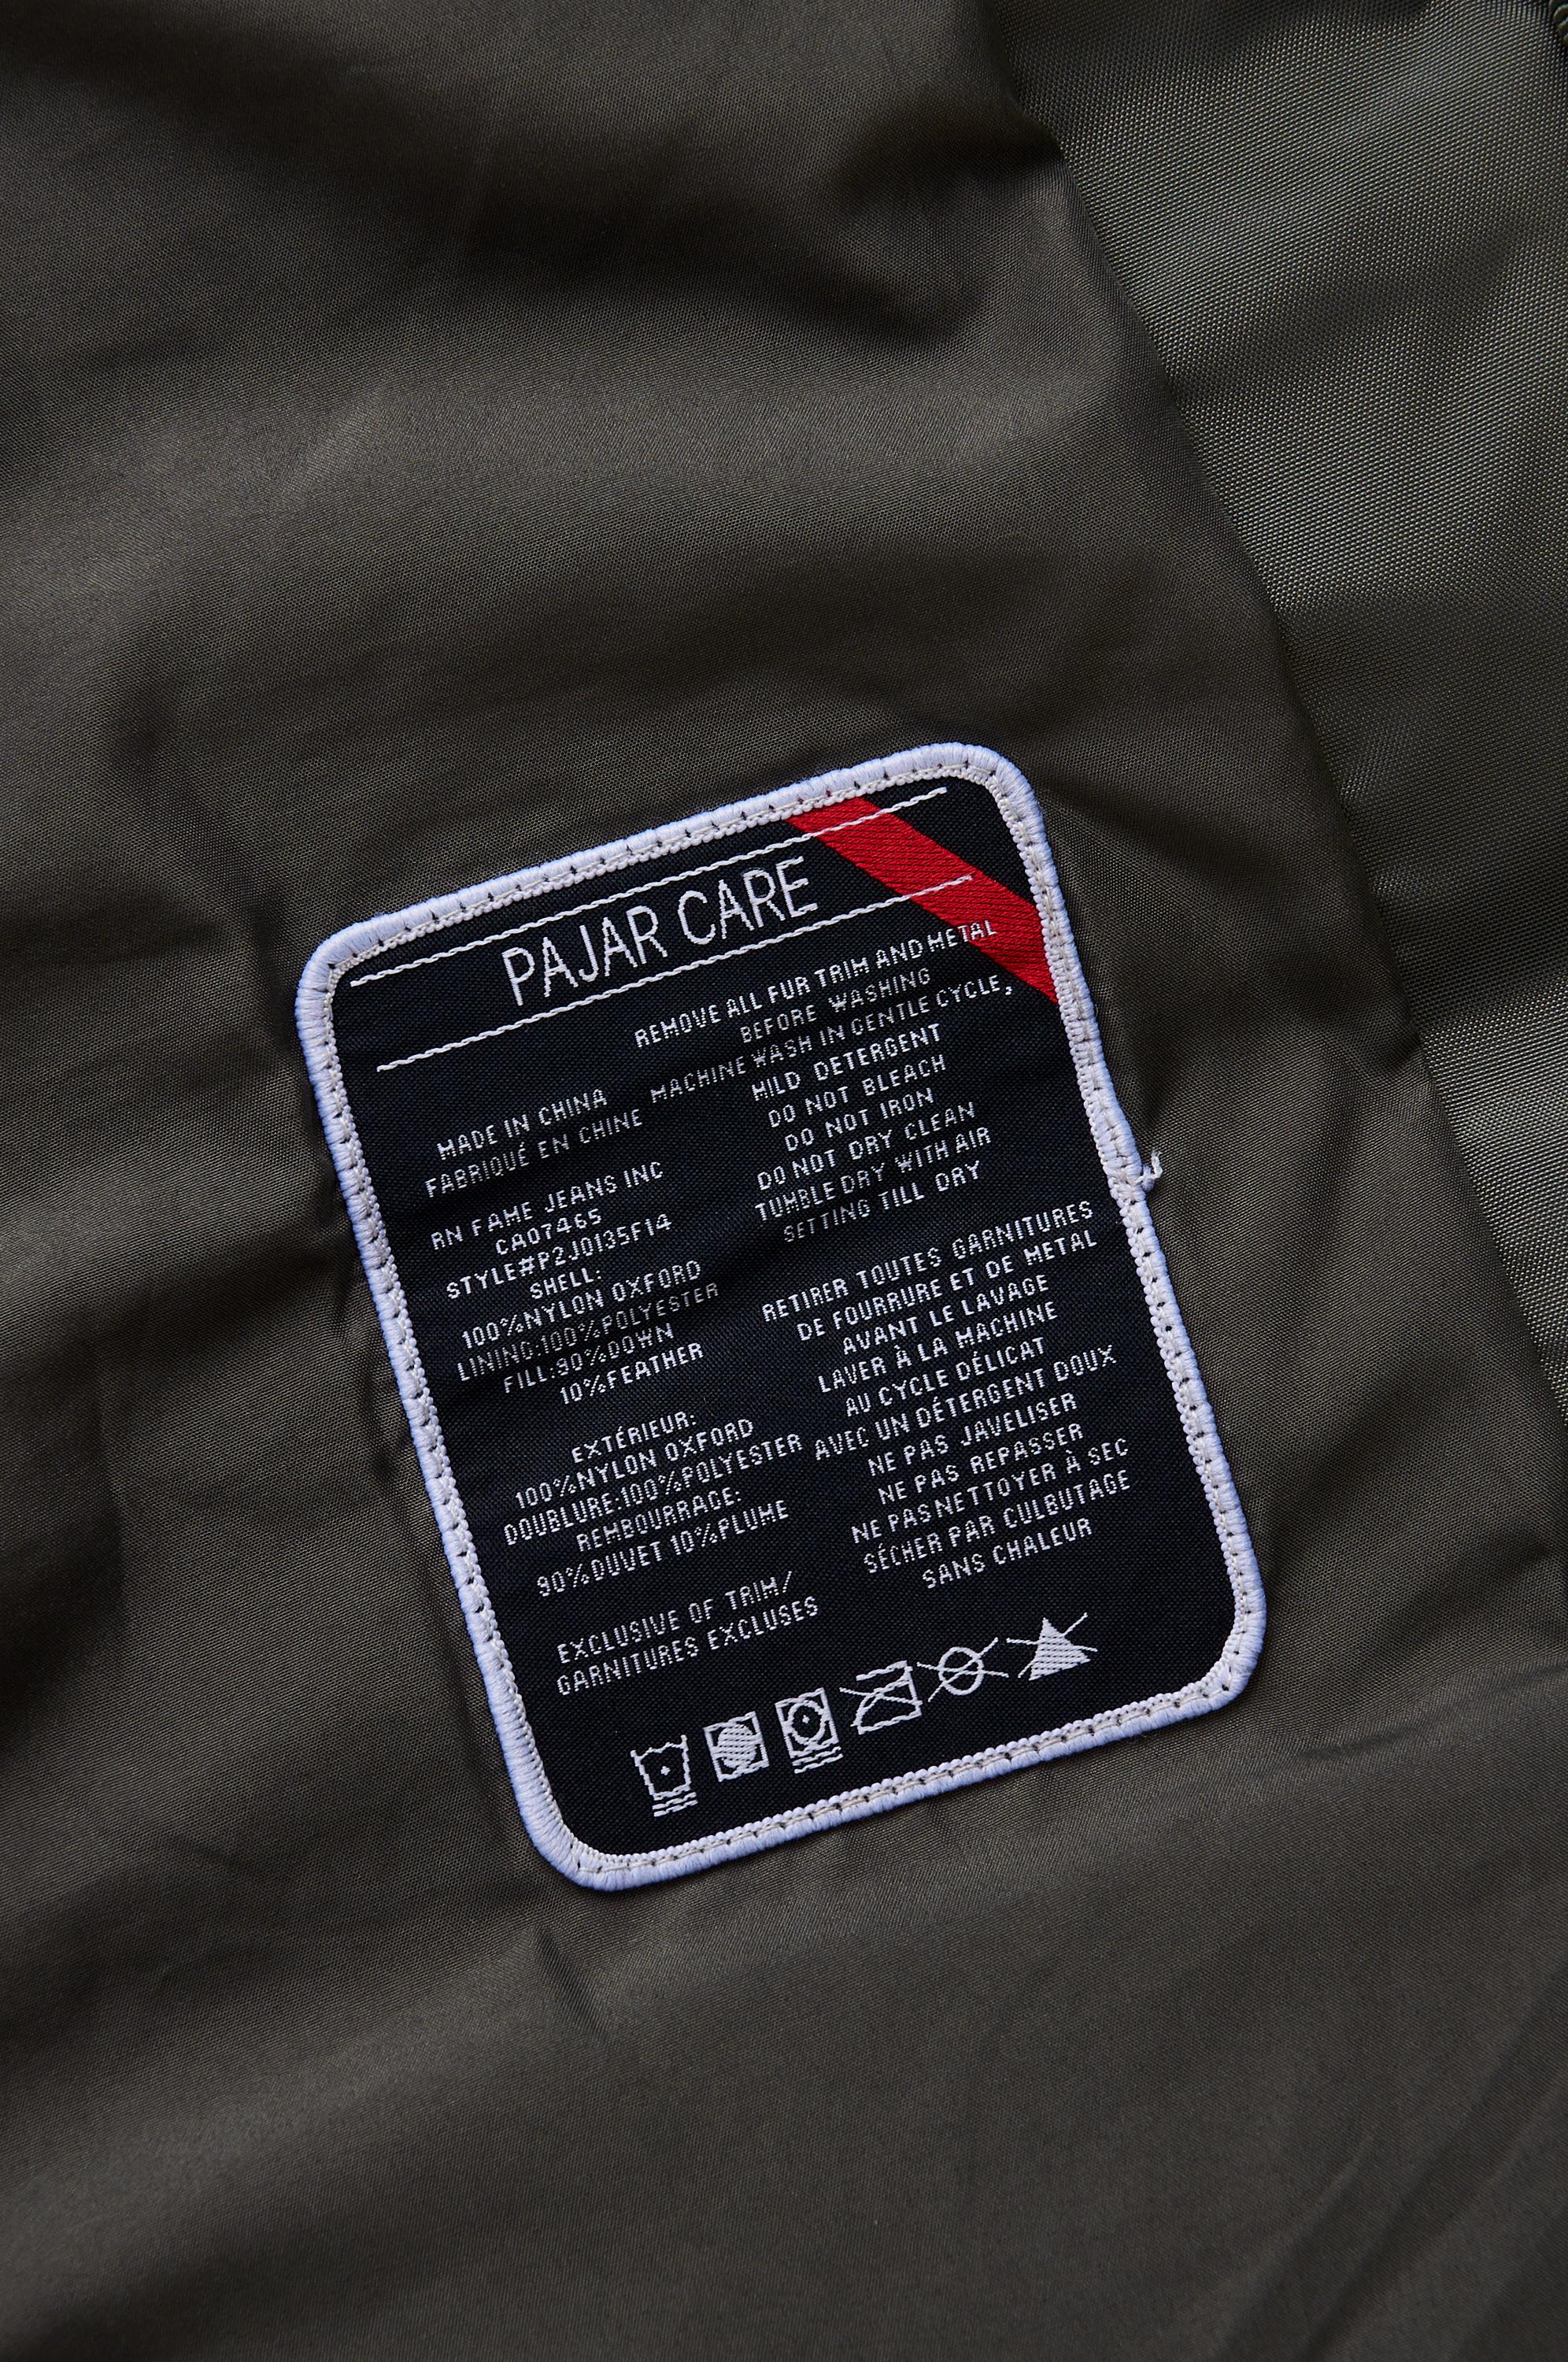 PAJAR CARE
MADE IN CHINA
FABRIQUÉ EN CHINE
RN FAME JEANS INC
CA07465
STYLE#P2J0135F14
SHELL:
100%NYLON OXFORD
LINING:100%POLYESTER
FILL:90%DOWN
10%FEATHER
EXTÉRIEUR:
100%NYLON OXFORD
DOUBLURE:100%POLYESTER
REMBOURRAGE:
90%DUVET 10%PLUME
EXCLUSIVE OF TRIM/
GARNITURES EXCLUSES
REMOVE ALL FUR TRIM AND METAL
BEFORE WASHING
MACHINE WASH IN GENTLE CYCLE,
MILD DETERGENT
DO NOT BLEACH
DO NOT IRON
DO NOT DRY CLEAN
TUMBLE DRY WITH AIR
SETTING TILL DRY
RETIRER TOUTES GARNITURES
DE FOURRURE ET DE METAL
AVANT LE LAVAGE
LAVER À LA MACHINE
AU CYCLE DÉLICAT
AVEC UN DÉTERGENT DOUX
NE PAS JAVELISER
NE PAS REPASSER
NE PAS NETTOYER À SEC
SÉCHER PAR CULBUTAGE
SANS CHALEUR